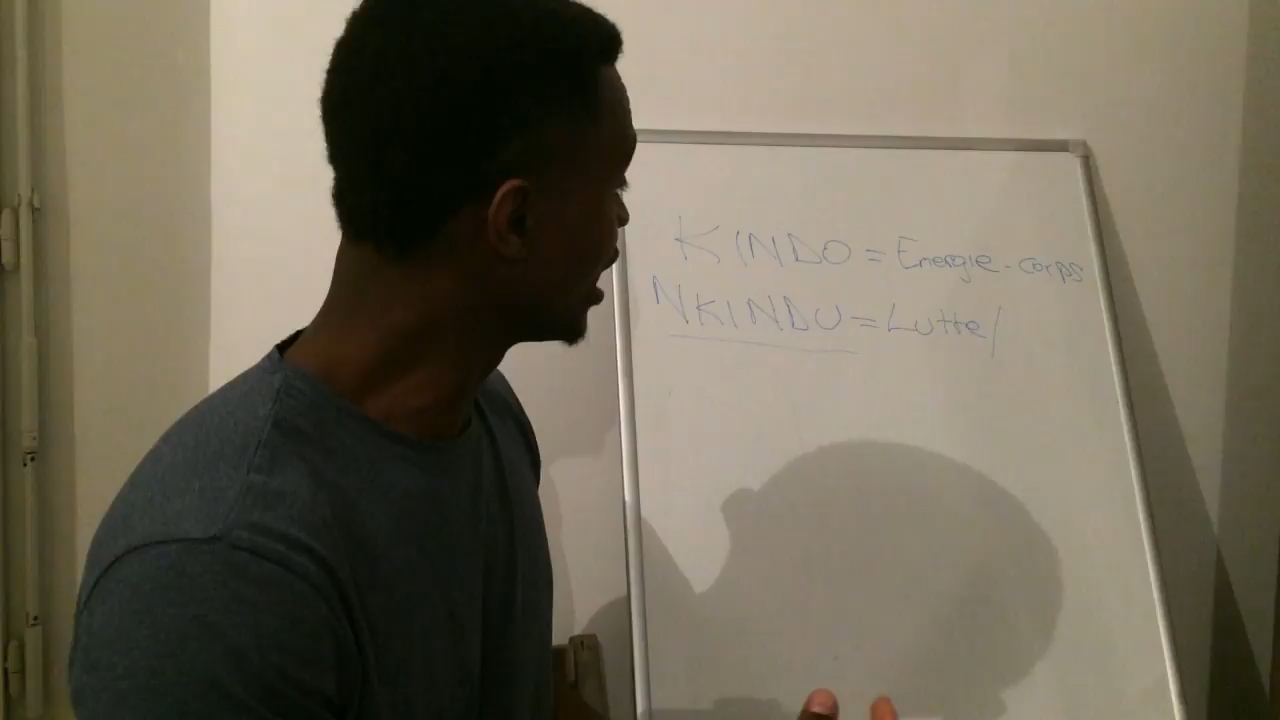 KINDO = Energie-corps
NKINDU = Lutte/